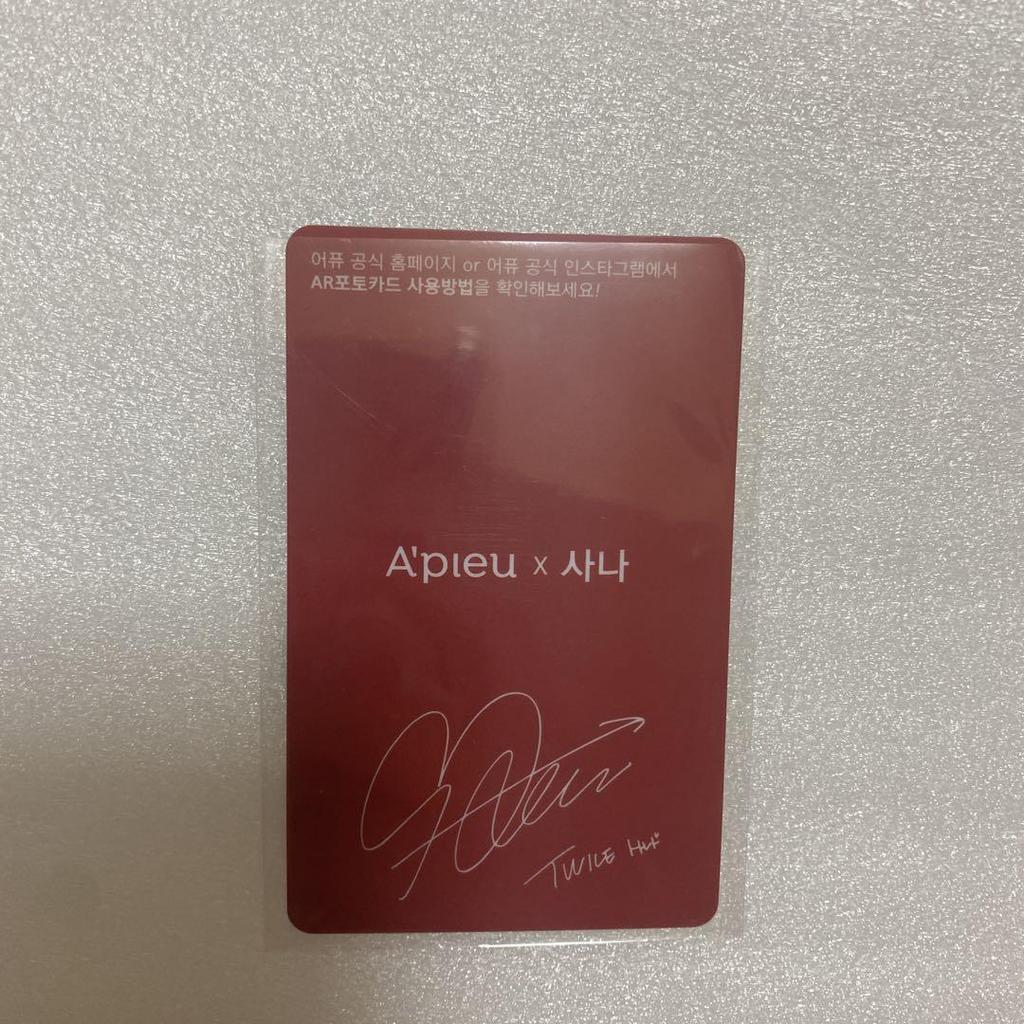 어퓨 공식 홈페이지 or 어퓨 공식 인스타그램에서
AR포토카드 사용방법을 확인해보세요!
A'pieu x 사나
TWICE 사나